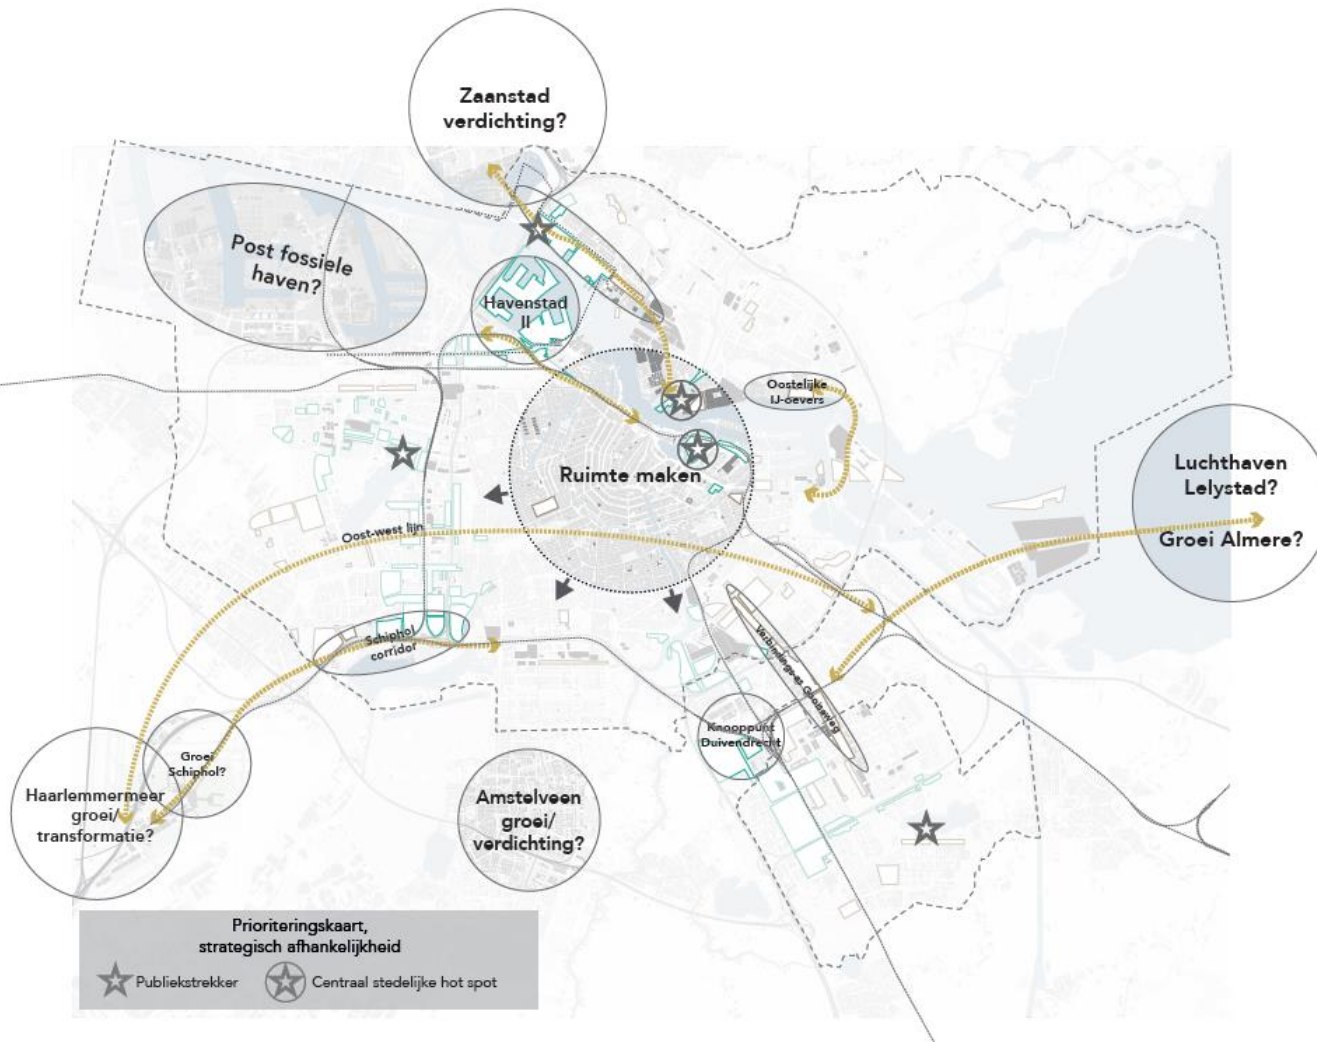 Zaanstad
verdichting?
Post fossiele
haven?
Havenstad
II
Oostelijke
IJ-oevers
Ruimte maken
Luchthaven
Lelystad?
Groei Almere?
Oost-west lijn
Schiphol
corridor
Verbindings-as Gooiseweg
Knooppunt
Duivendrecht
Groei
Schiphol?
Haarlemmermeer
groei/
transformatie?
Amstelveen
groei/
verdichting?
Prioriteringskaart,
strategisch afhankelijkheid
Publiekstrekker
Centraal stedelijke hot spot